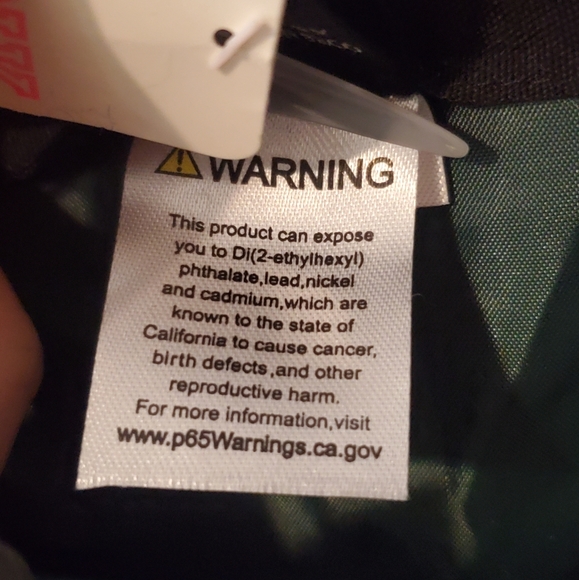 WARNING
This product can expose
you to Di(2-ethylhexyl)
phthalate,lead,nickel
and cadmium,which are
known to the state of
California to cause cancer,
birth defects,and other
reproductive harm.
For more information,visit
www.p65Warnings.ca.gov